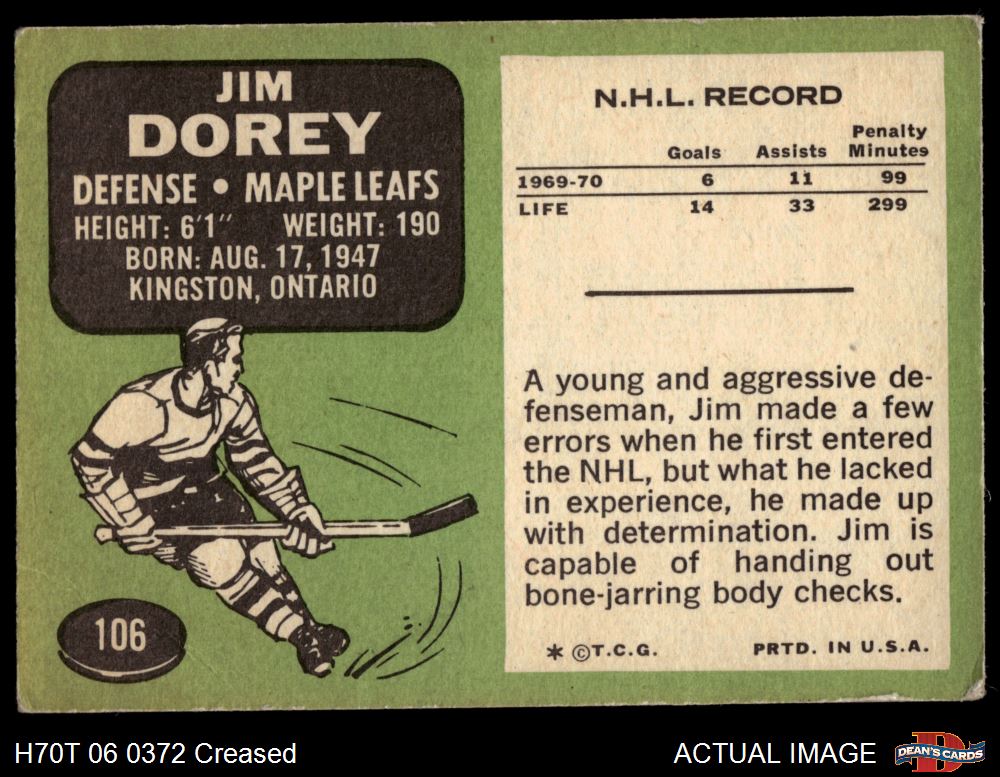 JIM
DOREY
DEFENSE • MAPLE LEAFS
HEIGHT: 6'1" WEIGHT: 190
BORN: AUG. 17, 1947
KINGSTON, ONTARIO
106
N.H.L. RECORD
Goals Assists Penalty Minutes
1969-70 6 11 99
LIFE 14 33 299
A young and aggressive de-
fenseman, Jim made a few
errors when he first entered
the NHL, but what he lacked
in experience, he made up
with determination. Jim is
capable of handing out
bone-jarring body checks.
* ©T.C.G. PRTD. IN U.S.A.
H70T 06 0372 Creased
ACTUAL IMAGE
DEAN'S CARDS